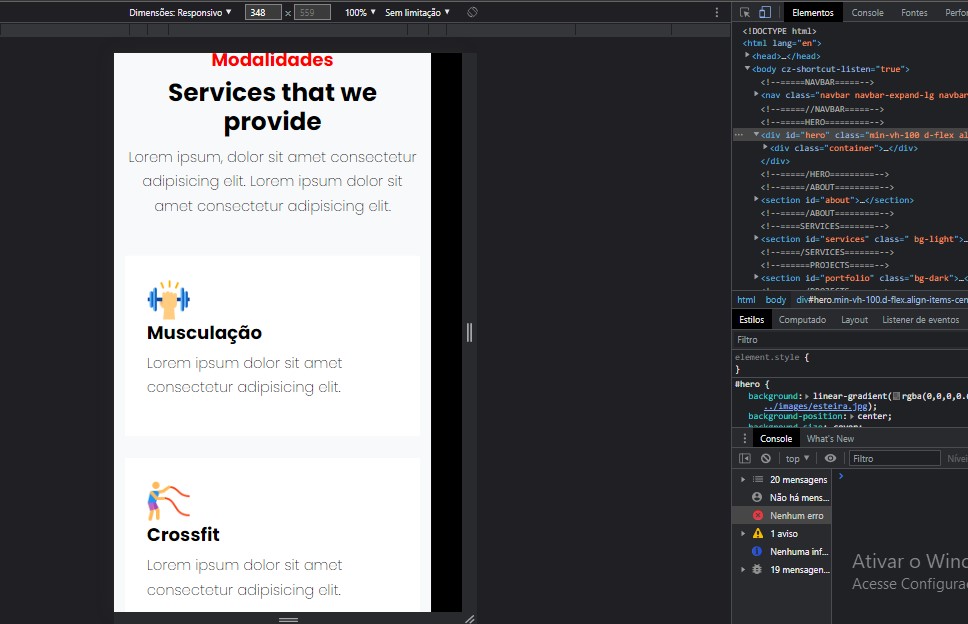 Dimensões: Responsivo ▼ 348 x 559 100% ▼ Sem limitação ▼
Elementos Console Fontes Perfor
Modalidades
Services that we
provide
Lorem ipsum, dolor sit amet consectetur
adipisicing elit. Lorem ipsum dolor sit
amet consectetur adipisicing elit.
Musculação
Lorem ipsum dolor sit amet
consectetur adipisicing elit.
Crossfit
Lorem ipsum dolor sit amet
consectetur adipisicing elit.
<!DOCTYPE html>
<html lang="en">
<head>…</head>
<body cz-shortcut-listen="true">
<!--=====NAVBAR=====-->
<nav class="navbar navbar-expand-lg navbar
<!--=====//NAVBAR======-->
<!--=====HERO==========-->
<div id="hero" class="min-vh-100 d-flex al
<div class="container">…</div>
</div>
<!--=====/HERO==========-->
<!--=====/ABOUT==========-->
<section id="about">…</section>
<!--=====/ABOUT=========-->
<!--====SERVICES========-->
<section id="services" class=" bg-light">…
<!--====/SERVICES=======-->
<!--======PROJECTS=======-->
<section id="portfolio" class="bg-dark">…
html body div#hero.min-vh-100.d-flex.align-items-cen
Estilos Computado Layout Listener de eventos
Filtro
element.style {
}
#hero {
background: linear-gradient(rgba(0,0,0,0.
../images/esteira.jpg);
background-position: center;
background-size: cover;
Console What's New
top ▼ Filtro Nívei
20 mensagens
Não há mens...
Nenhum erro
1 aviso
Nenhuma inf...
19 mensagen...
Ativar o Wind
Acesse Configuraç